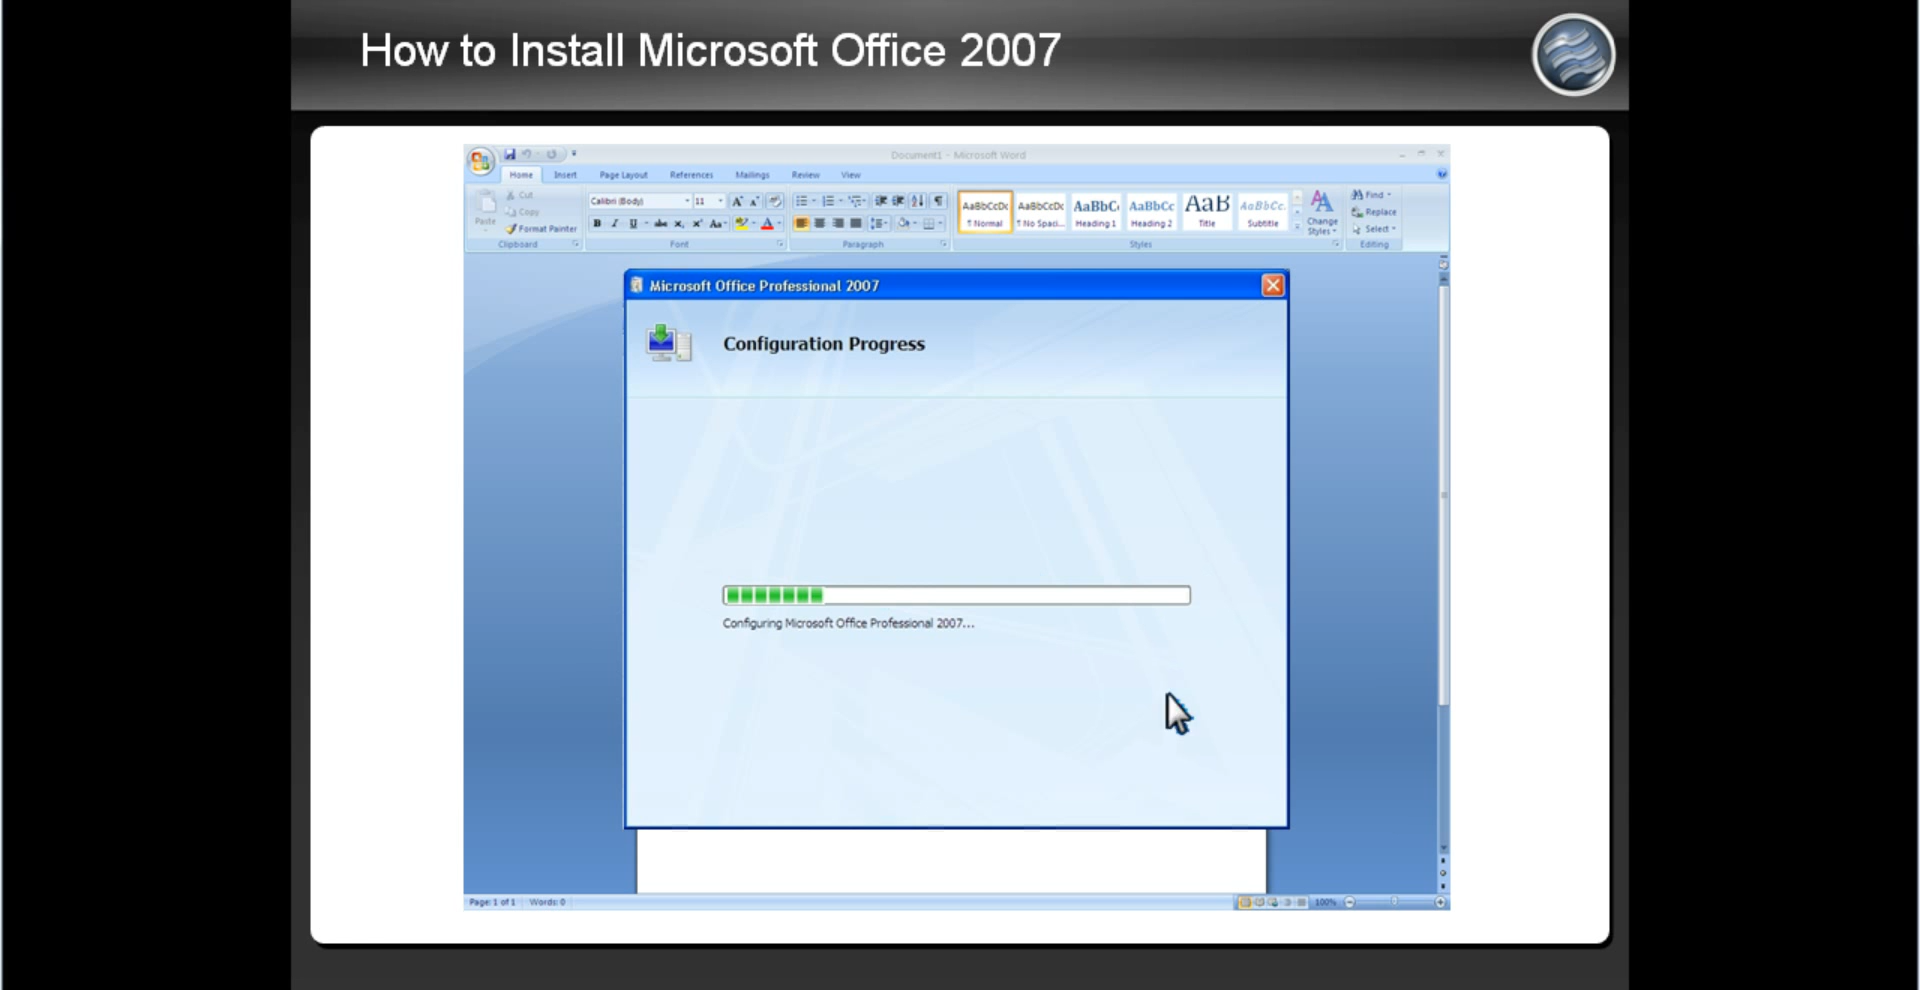 How to Install Microsoft Office 2007
Document1 - Microsoft Word
Home Insert Page Layout References Mailings Review View
Cut
Copy
Paste
Format Painter
Clipboard
Calibri (Body) 11
B I U abc x, x² Aa A
Font
Paragraph
AaBbCcDc AaBbCcDc AaBbC AaBbCc AaB AaBbCc.
¶ Normal ¶ No Spaci... Heading 1 Heading 2 Title Subtitle
Change
Styles
Styles
Find
Replace
Select
Editing
Microsoft Office Professional 2007
Configuration Progress
Configuring Microsoft Office Professional 2007...
Page: 1 of 1 Words: 0 100%